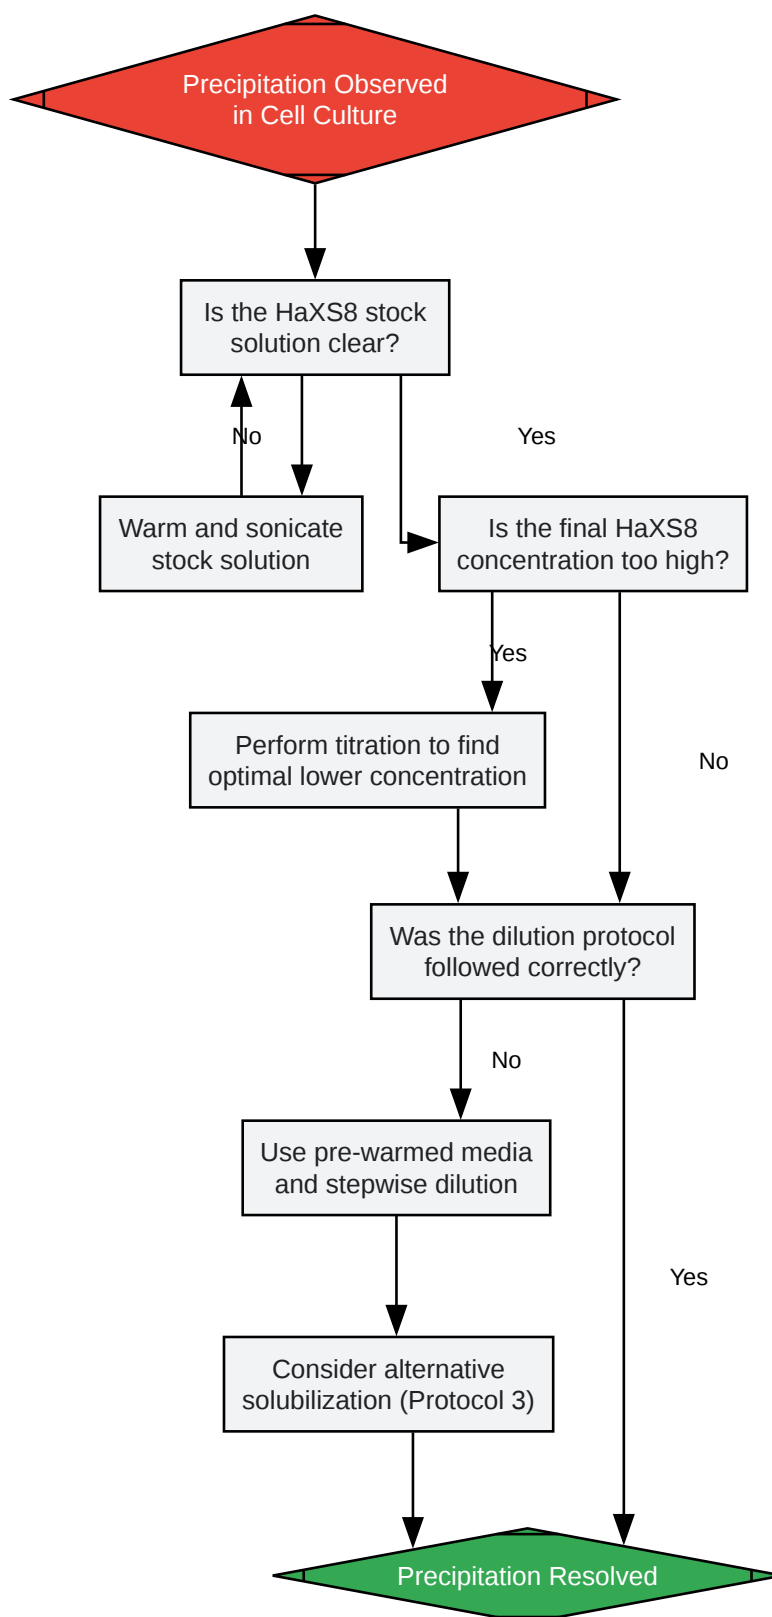 Precipitation Observed
in Cell Culture
Is the HaXS8 stock
solution clear?
No
Yes
Warm and sonicate
stock solution
Is the final HaXS8
concentration too high?
Yes
Perform titration to find
optimal lower concentration
No
Was the dilution protocol
followed correctly?
No
Use pre-warmed media
and stepwise dilution
Yes
Consider alternative
solubilization (Protocol 3)
Precipitation Resolved